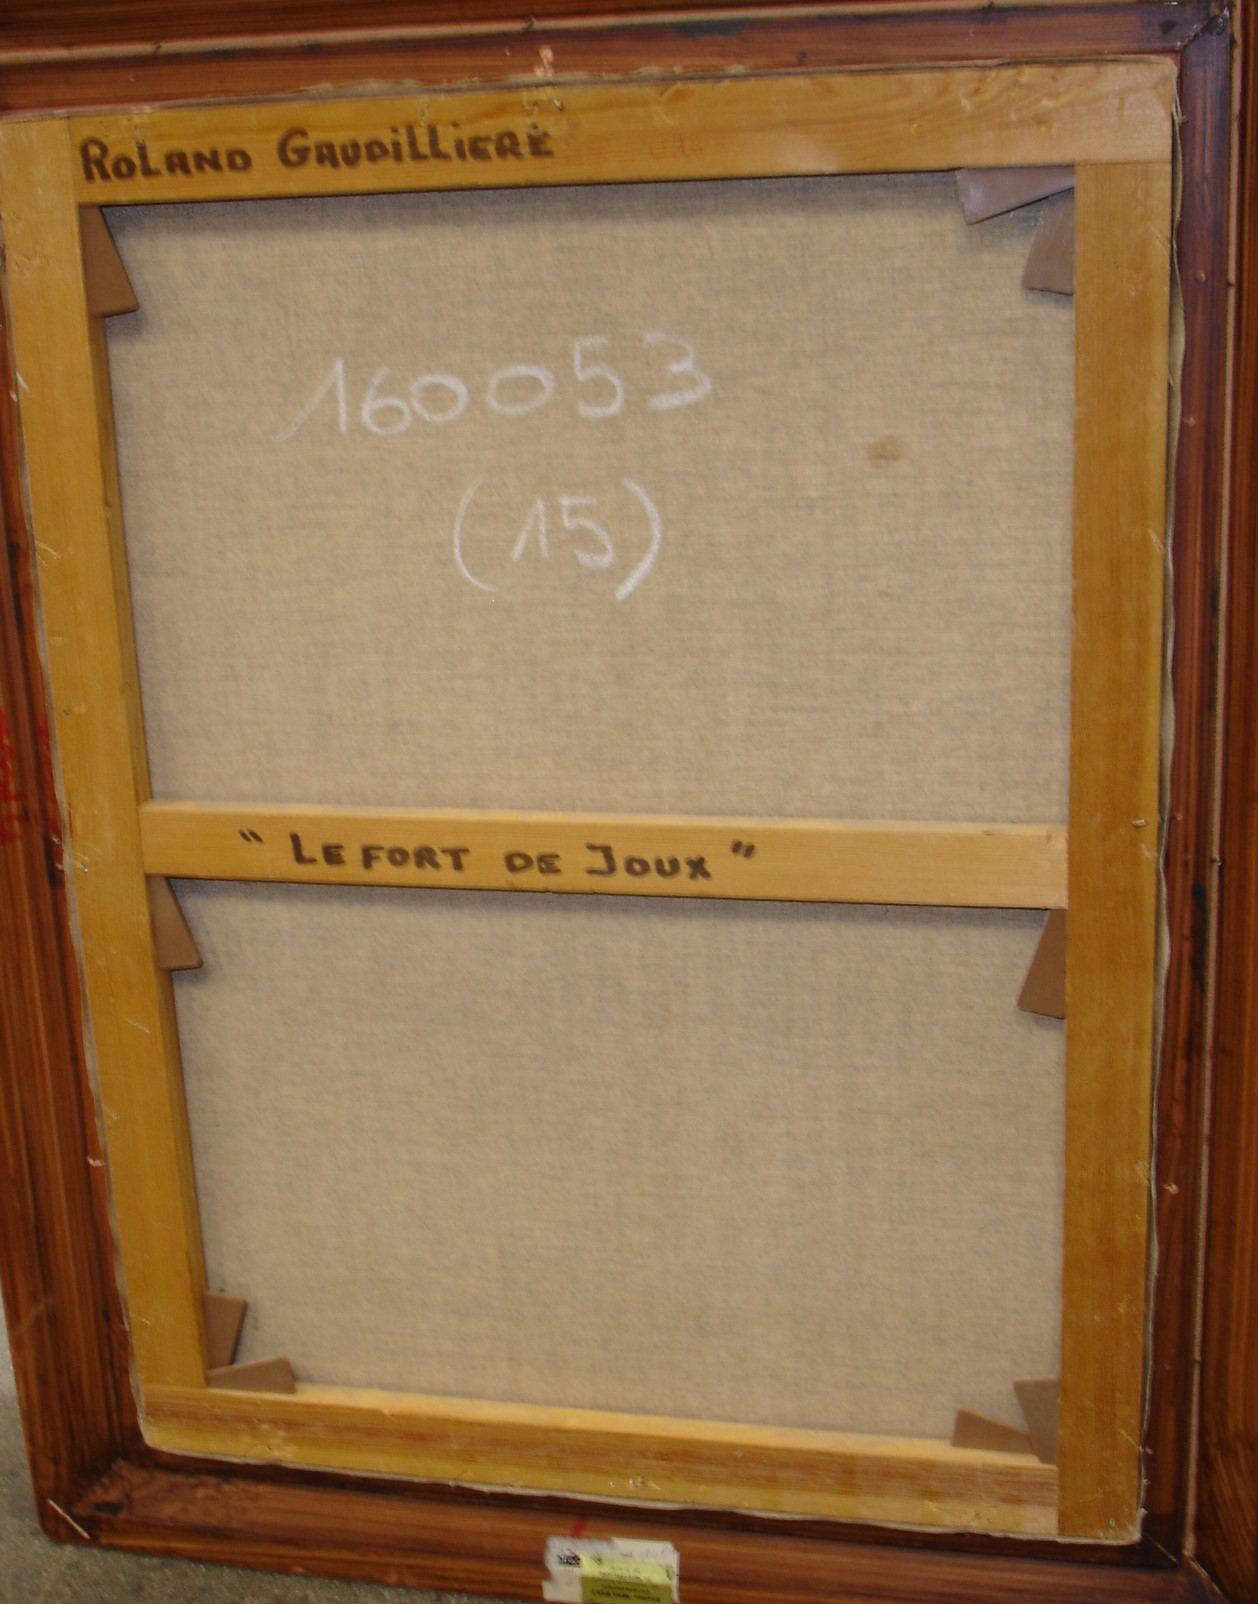 ROLAND GAUDILLIERE
160053
(15)
" LE FORT DE JOUX "